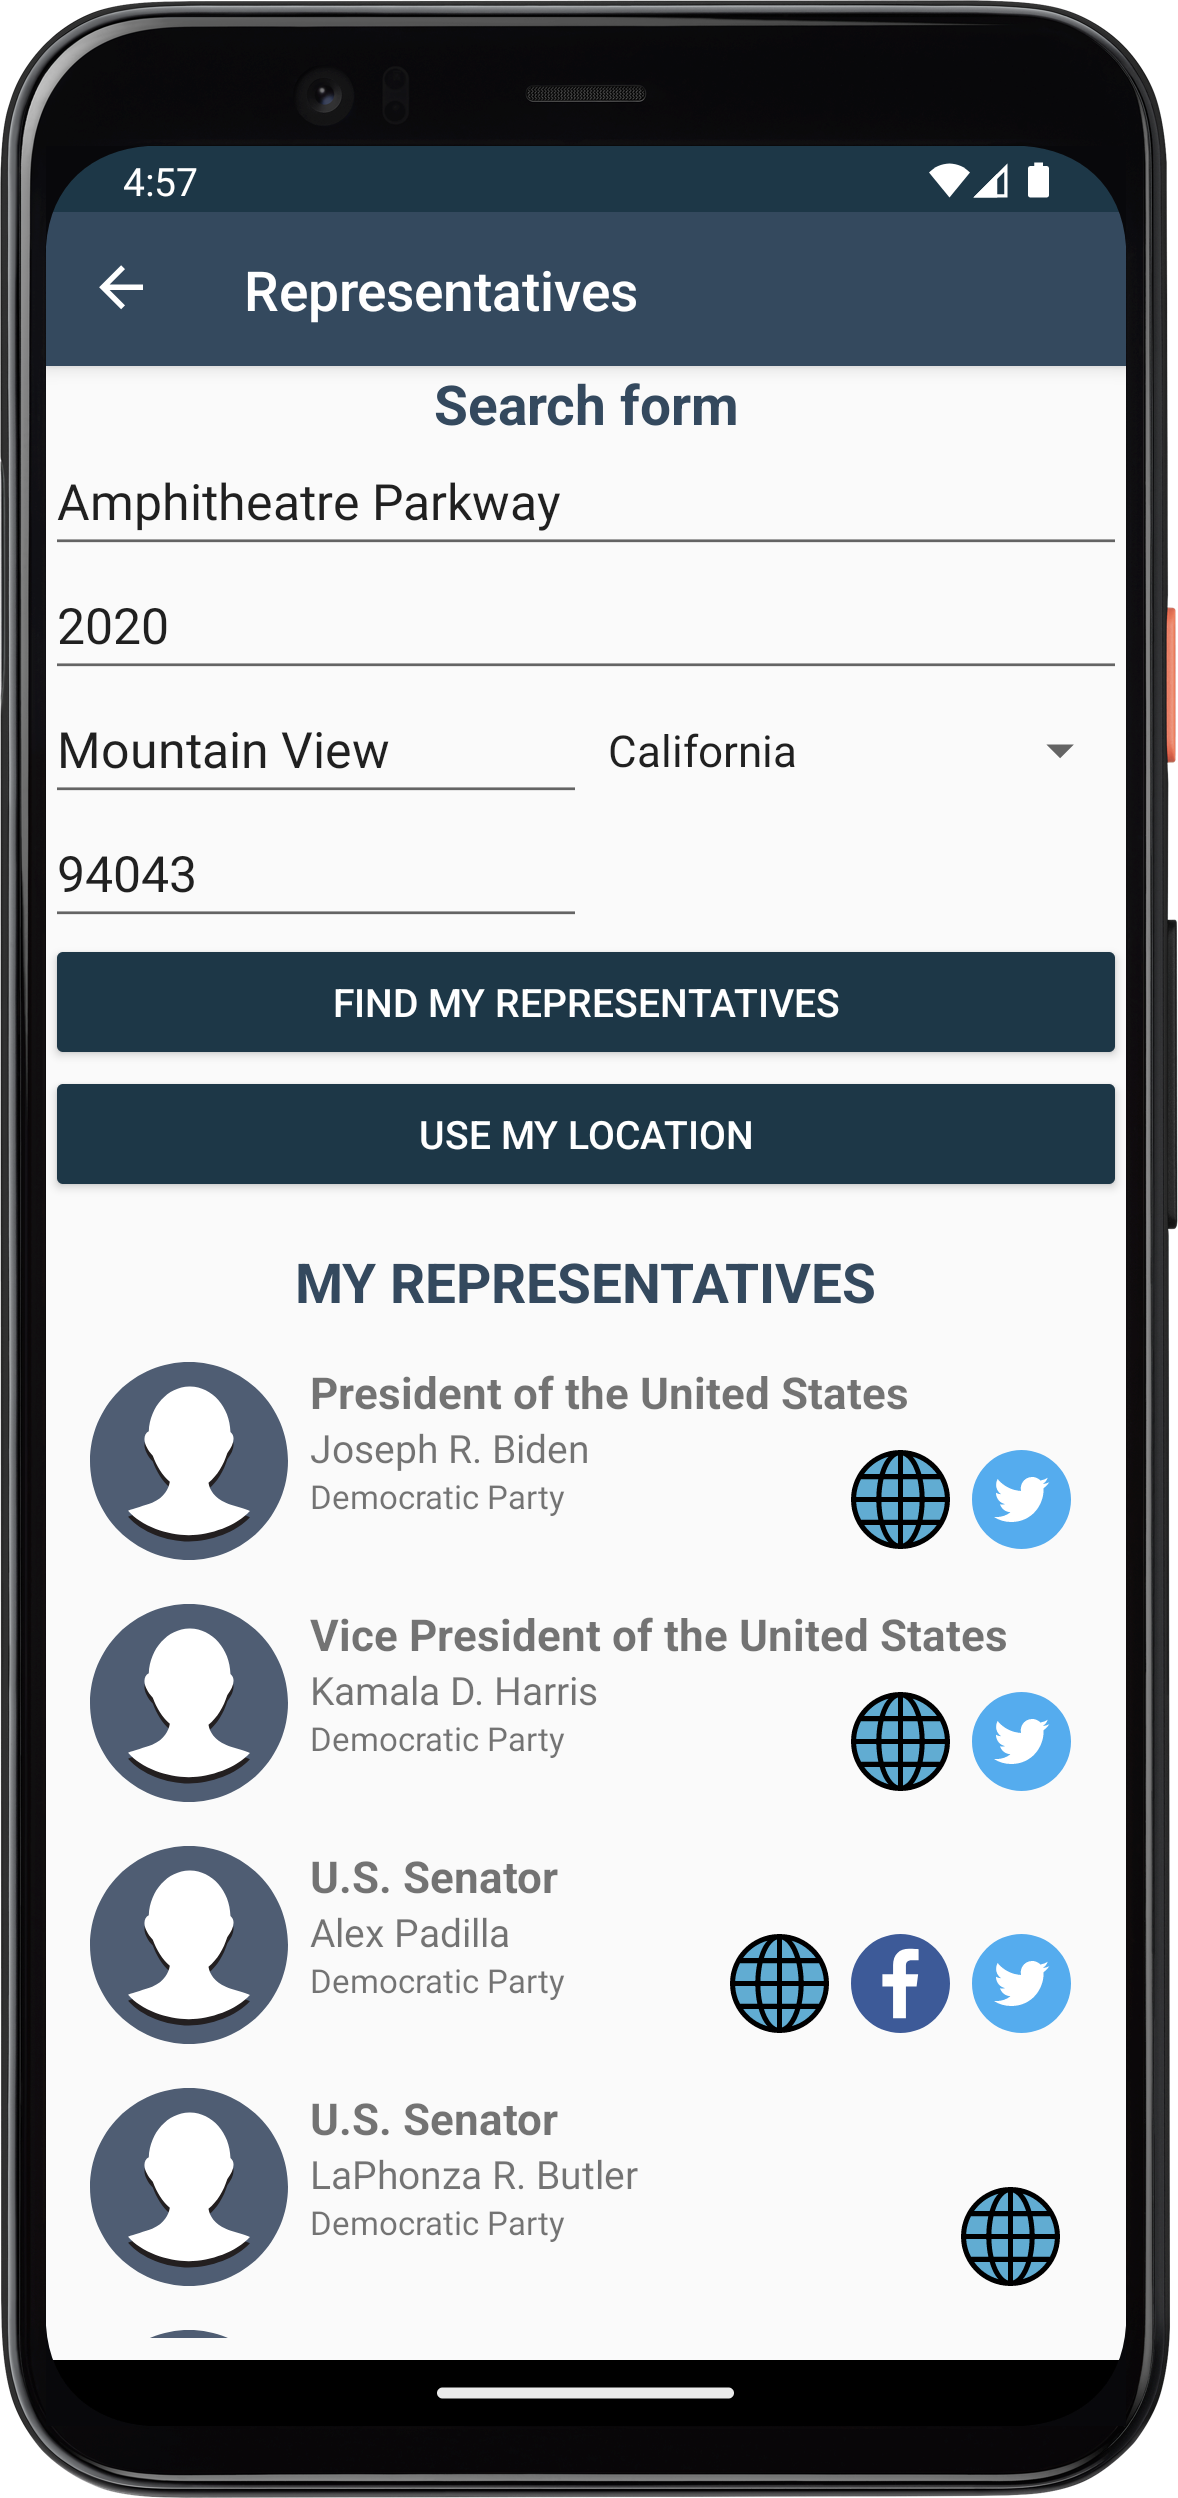 4:57
Representatives
Search form
Amphitheatre Parkway
2020
Mountain View California
94043
FIND MY REPRESENTATIVES
USE MY LOCATION
MY REPRESENTATIVES
President of the United States
Joseph R. Biden
Democratic Party
Vice President of the United States
Kamala D. Harris
Democratic Party
U.S. Senator
Alex Padilla
Democratic Party
U.S. Senator
LaPhonza R. Butler
Democratic Party